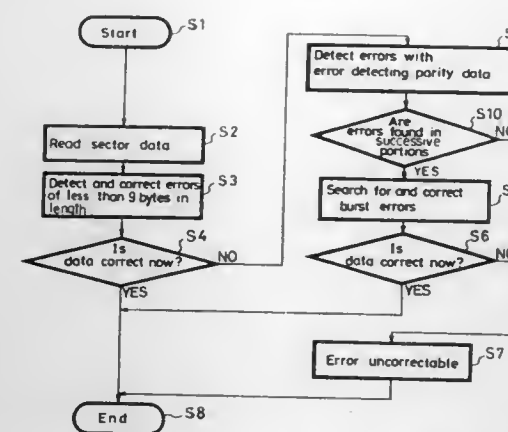 Start
S1
Read sector data
S2
Detect and correct errors
of less than 9 bytes in
length
S3
Is
data correct now?
S4
NO
YES
End
S8
Detect errors with
error detecting parity data
S
Are
errors found in
successive
portions
S10
NO
YES
Search for and correct
burst errors
S
Is
data correct now?
S6
NO
YES
Error uncorrectable
S7